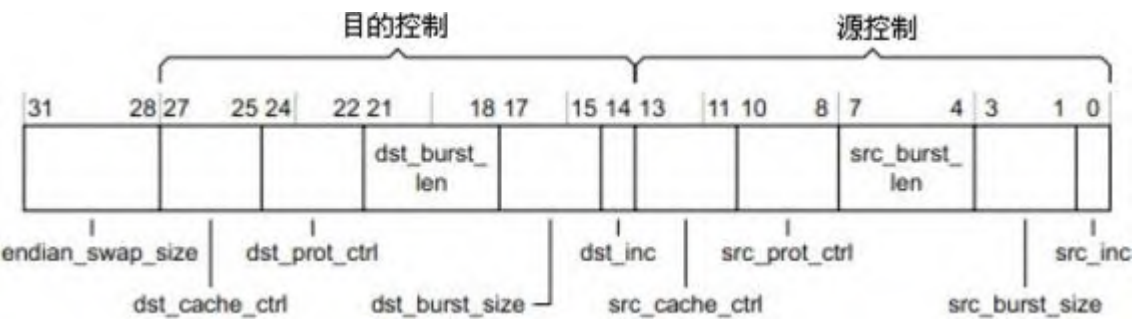 目的控制 源控制
31 28 27 25 24 22 21 18 17 15 14 13 11 10 8 7 4 3 1 0
dst_burst_ src_burst_
len len
endian_swap_size dst_prot_ctrl dst_inc src_prot_ctrl src_inc
dst_cache_ctrl dst_burst_size src_cache_ctrl src_burst_size